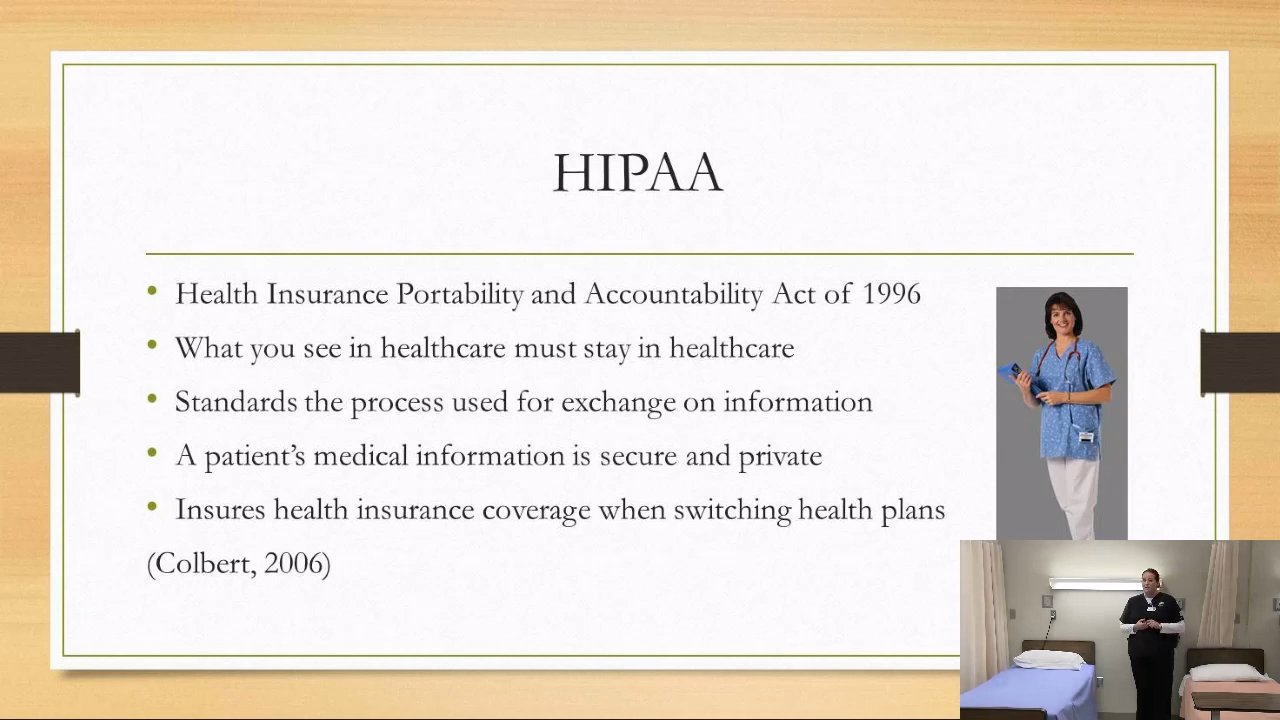 HIPAA
• Health Insurance Portability and Accountability Act of 1996
• What you see in healthcare must stay in healthcare
• Standards the process used for exchange on information
• A patient’s medical information is secure and private
• Insures health insurance coverage when switching health plans
(Colbert, 2006)